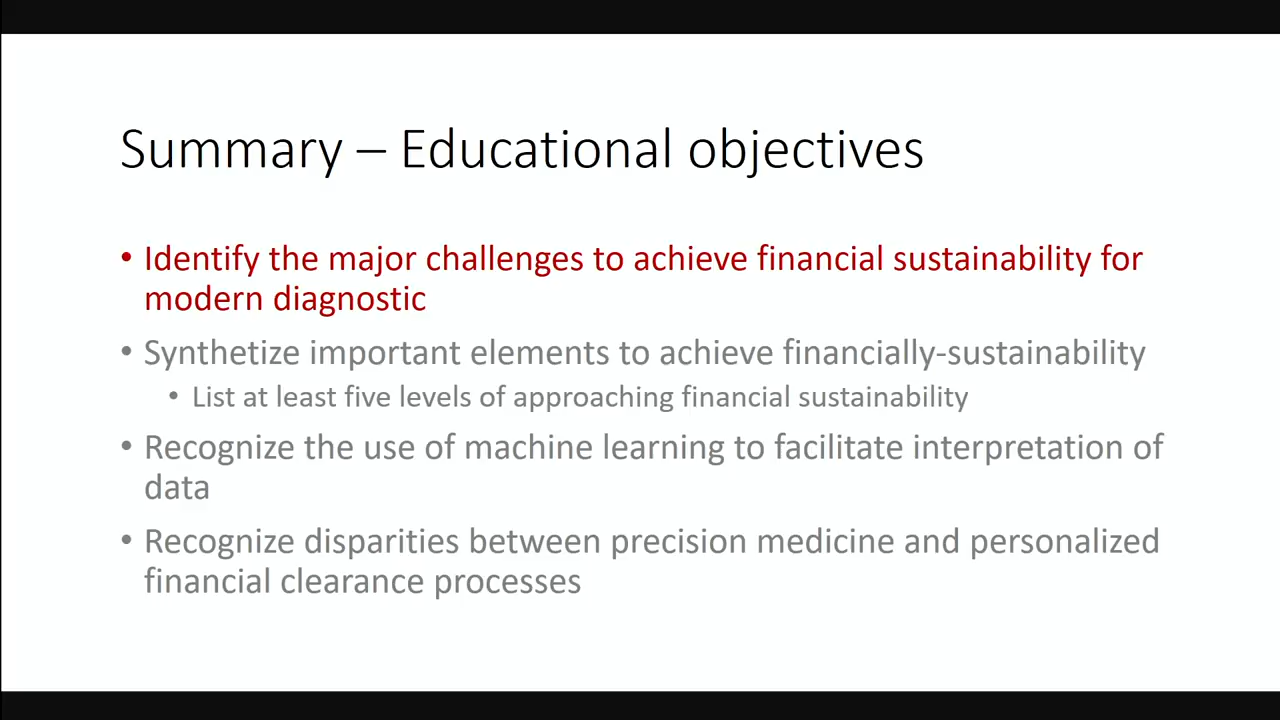 Summary – Educational objectives
• Identify the major challenges to achieve financial sustainability for
modern diagnostic
• Synthetize important elements to achieve financially-sustainability
• List at least five levels of approaching financial sustainability
• Recognize the use of machine learning to facilitate interpretation of
data
• Recognize disparities between precision medicine and personalized
financial clearance processes